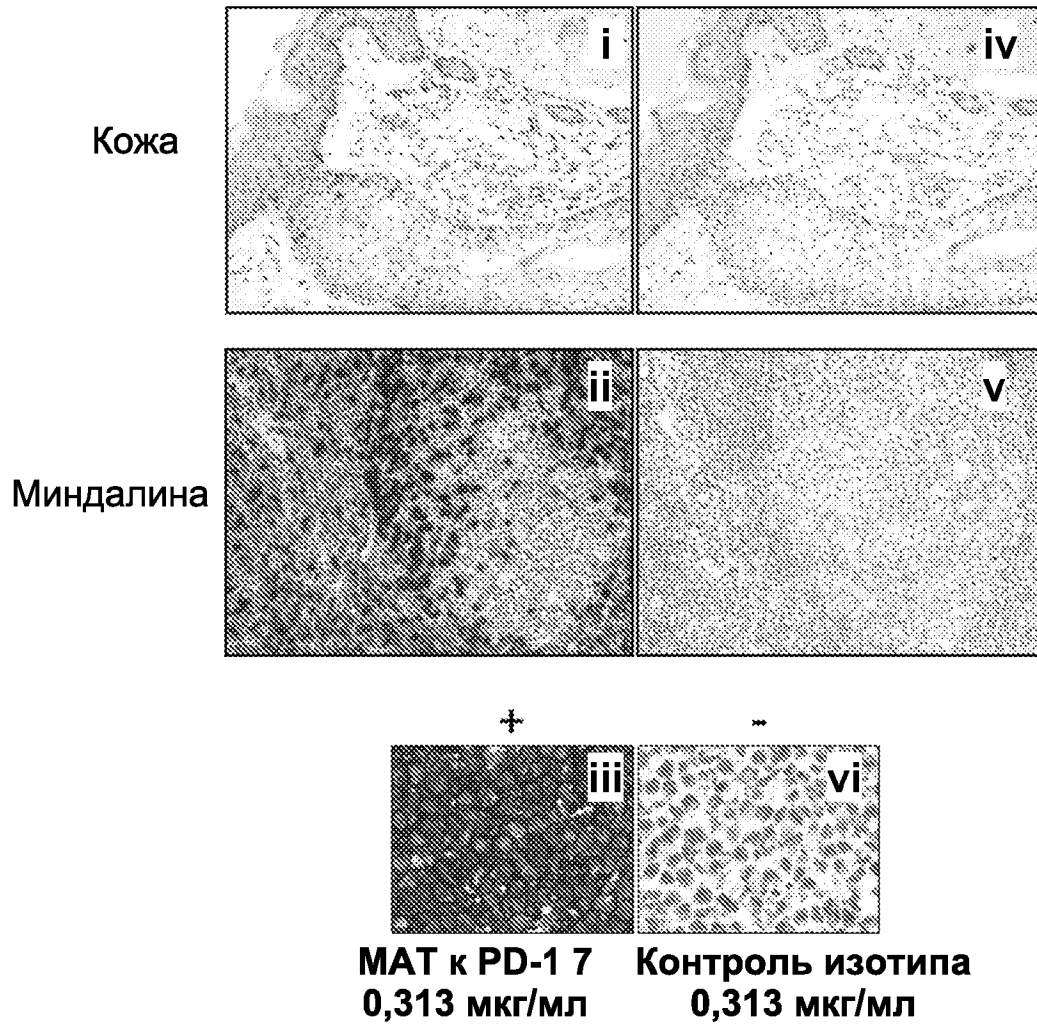 Кожа
i
iv
Миндалина
ii
v
+
-
iii
vi
МАТ к PD-1 7
0,313 мкг/мл
Контроль изотипа
0,313 мкг/мл